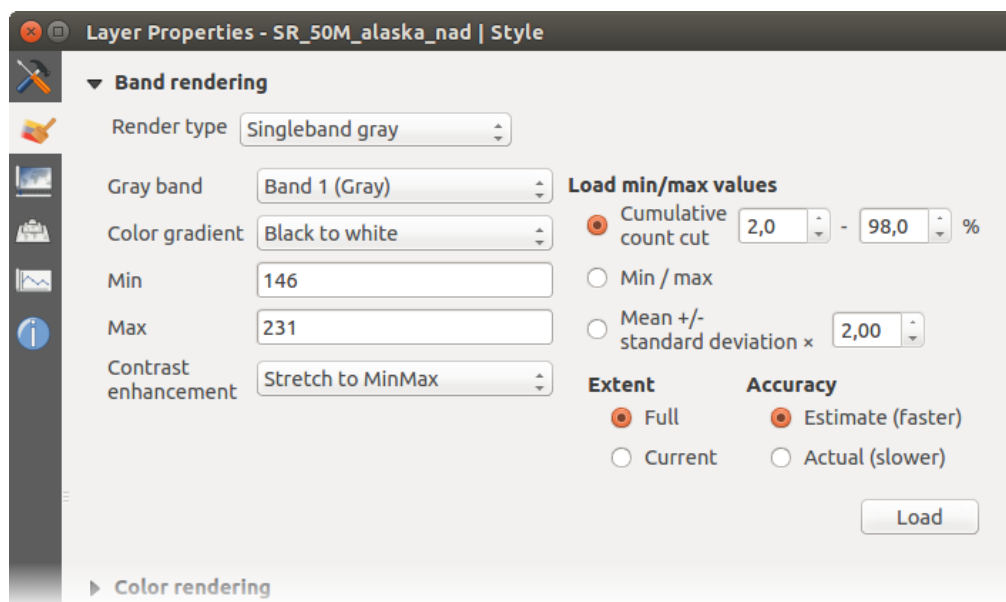 Layer Properties - SR_50M_alaska_nad | Style
Band rendering
Render type Singleband gray
Gray band Band 1 (Gray)
Color gradient Black to white
Min 146
Max 231
Contrast
enhancement Stretch to MinMax
Load min/max values
Cumulative
count cut 2,0 - 98,0 %
Min / max
Mean +/-
standard deviation × 2,00
Extent
Full
Current
Accuracy
Estimate (faster)
Actual (slower)
Load
Color rendering